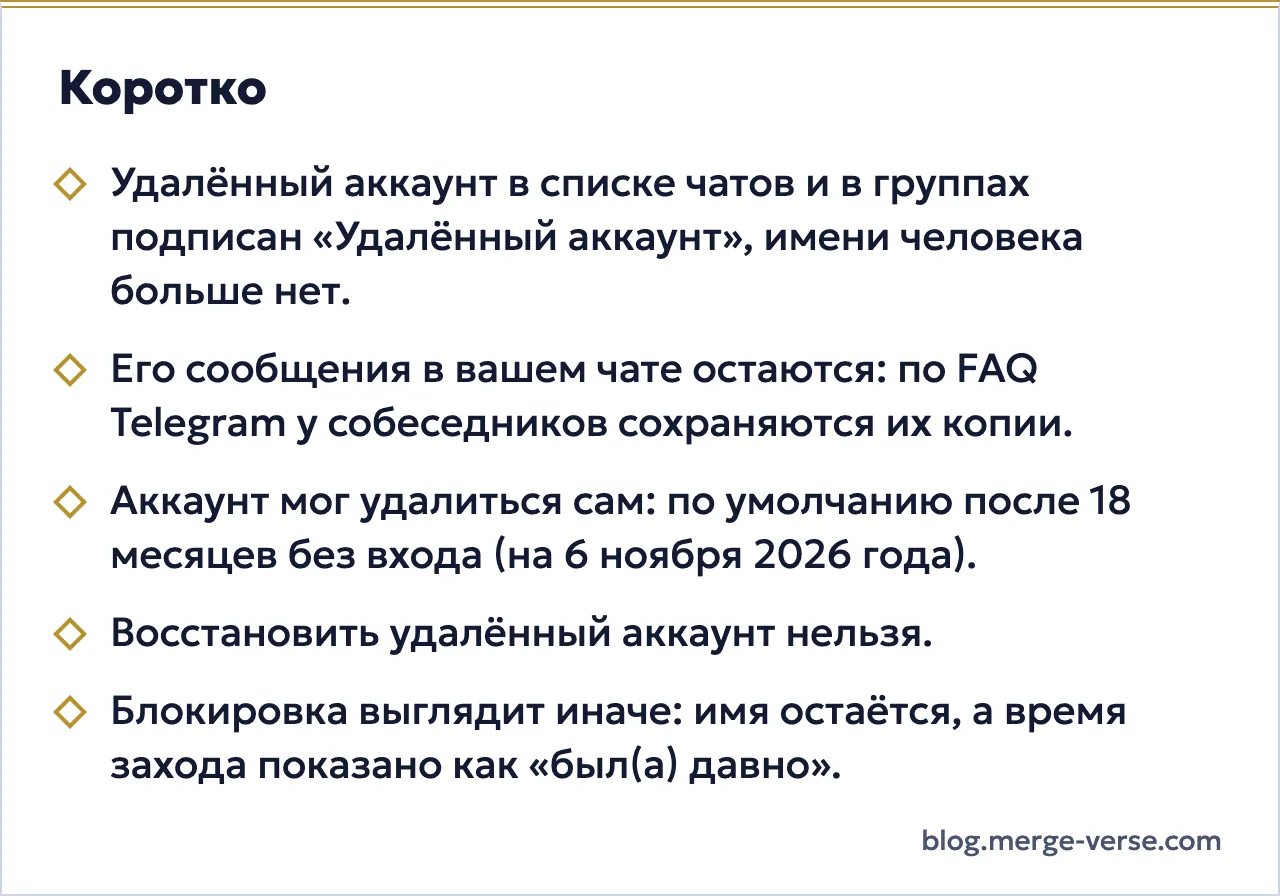 Коротко
Удалённый аккаунт в списке чатов и в группах
подписан «Удалённый аккаунт», имени человека
больше нет.
Его сообщения в вашем чате остаются: по FAQ
Telegram у собеседников сохраняются их копии.
Аккаунт мог удалиться сам: по умолчанию после 18
месяцев без входа (на 6 ноября 2026 года).
Восстановить удалённый аккаунт нельзя.
Блокировка выглядит иначе: имя остаётся, а время
захода показано как «был(а) давно».
blog.merge-verse.com